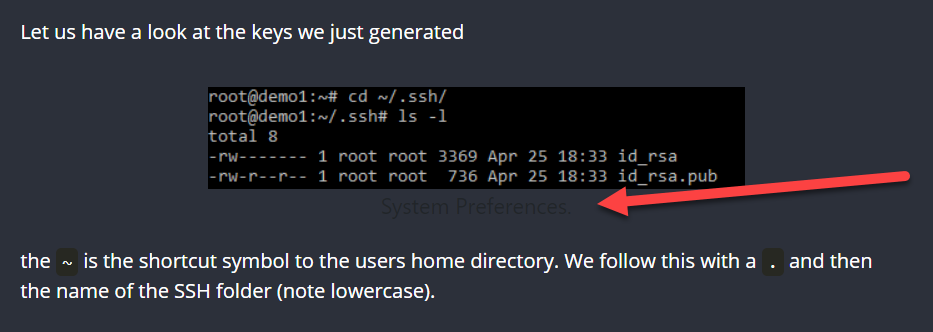 Let us have a look at the keys we just generated
root@demo1:~# cd ~/.ssh/
root@demo1:~/.ssh# ls -l
total 8
-rw------- 1 root root 3369 Apr 25 18:33 id_rsa
-rw-r--r-- 1 root root  736 Apr 25 18:33 id_rsa.pub
System Preferences.
the ~ is the shortcut symbol to the users home directory. We follow this with a . and then
the name of the SSH folder (note lowercase).